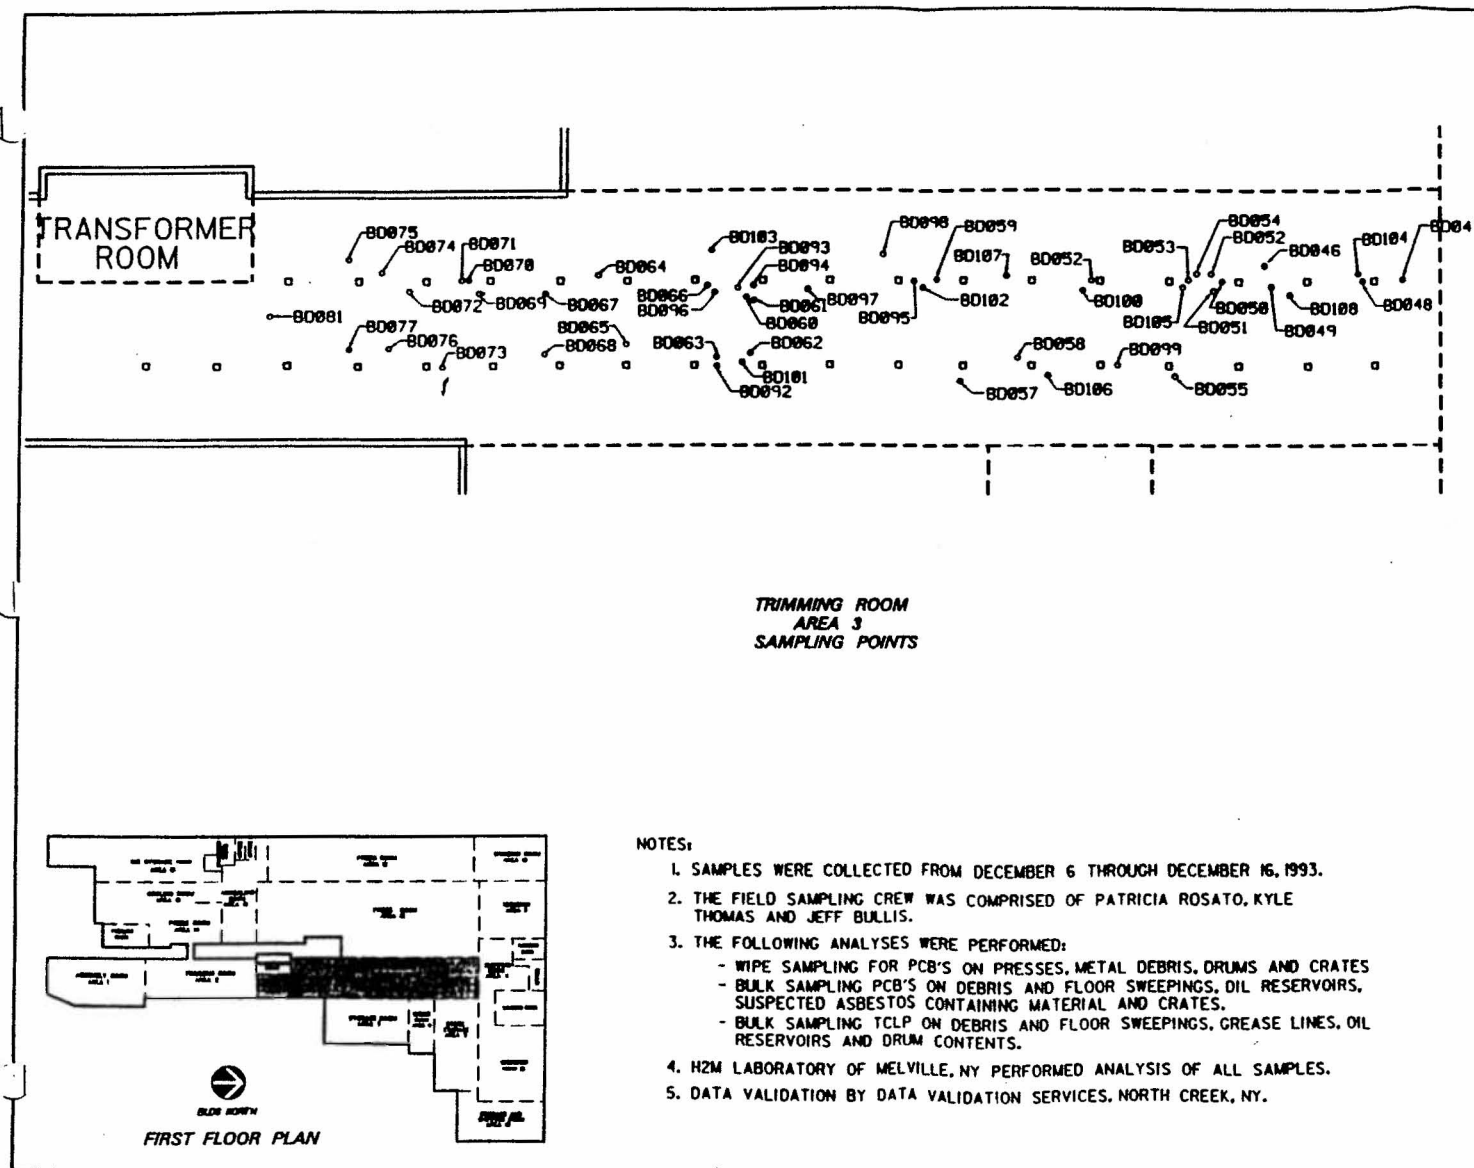 TRANSFORMER
ROOM
BD075
BD074
BD071
BD070
BD072
BD069
BD067
BD064
BD081
BD077
BD076
BD073
BD068
BD065
BD103
BD093
BD094
BD066
BD096
BD061
BD097
BD060
BD063
BD062
BD101
BD092
BD098
BD059
BD107
BD052
BD095
BD102
BD100
BD058
BD099
BD057
BD106
BD055
BD053
BD054
BD052
BD046
BD104
BD04
BD105
BD050
BD051
BD108
BD049
BD048
TRIMMING ROOM
AREA 3
SAMPLING POINTS
NOTES:
1. SAMPLES WERE COLLECTED FROM DECEMBER 6 THROUGH DECEMBER 16, 1993.
2. THE FIELD SAMPLING CREW WAS COMPRISED OF PATRICIA ROSATO, KYLE
THOMAS AND JEFF BULLIS.
3. THE FOLLOWING ANALYSES WERE PERFORMED:
- WIPE SAMPLING FOR PCB'S ON PRESSES, METAL DEBRIS, DRUMS AND CRATES
- BULK SAMPLING PCB'S ON DEBRIS AND FLOOR SWEEPINGS, OIL RESERVOIRS,
SUSPECTED ASBESTOS CONTAINING MATERIAL AND CRATES.
- BULK SAMPLING TCLP ON DEBRIS AND FLOOR SWEEPINGS, GREASE LINES, OIL
RESERVOIRS AND DRUM CONTENTS.
4. H2M LABORATORY OF MELVILLE, NY PERFORMED ANALYSIS OF ALL SAMPLES.
5. DATA VALIDATION BY DATA VALIDATION SERVICES, NORTH CREEK, NY.
BLDG NORTH
FIRST FLOOR PLAN